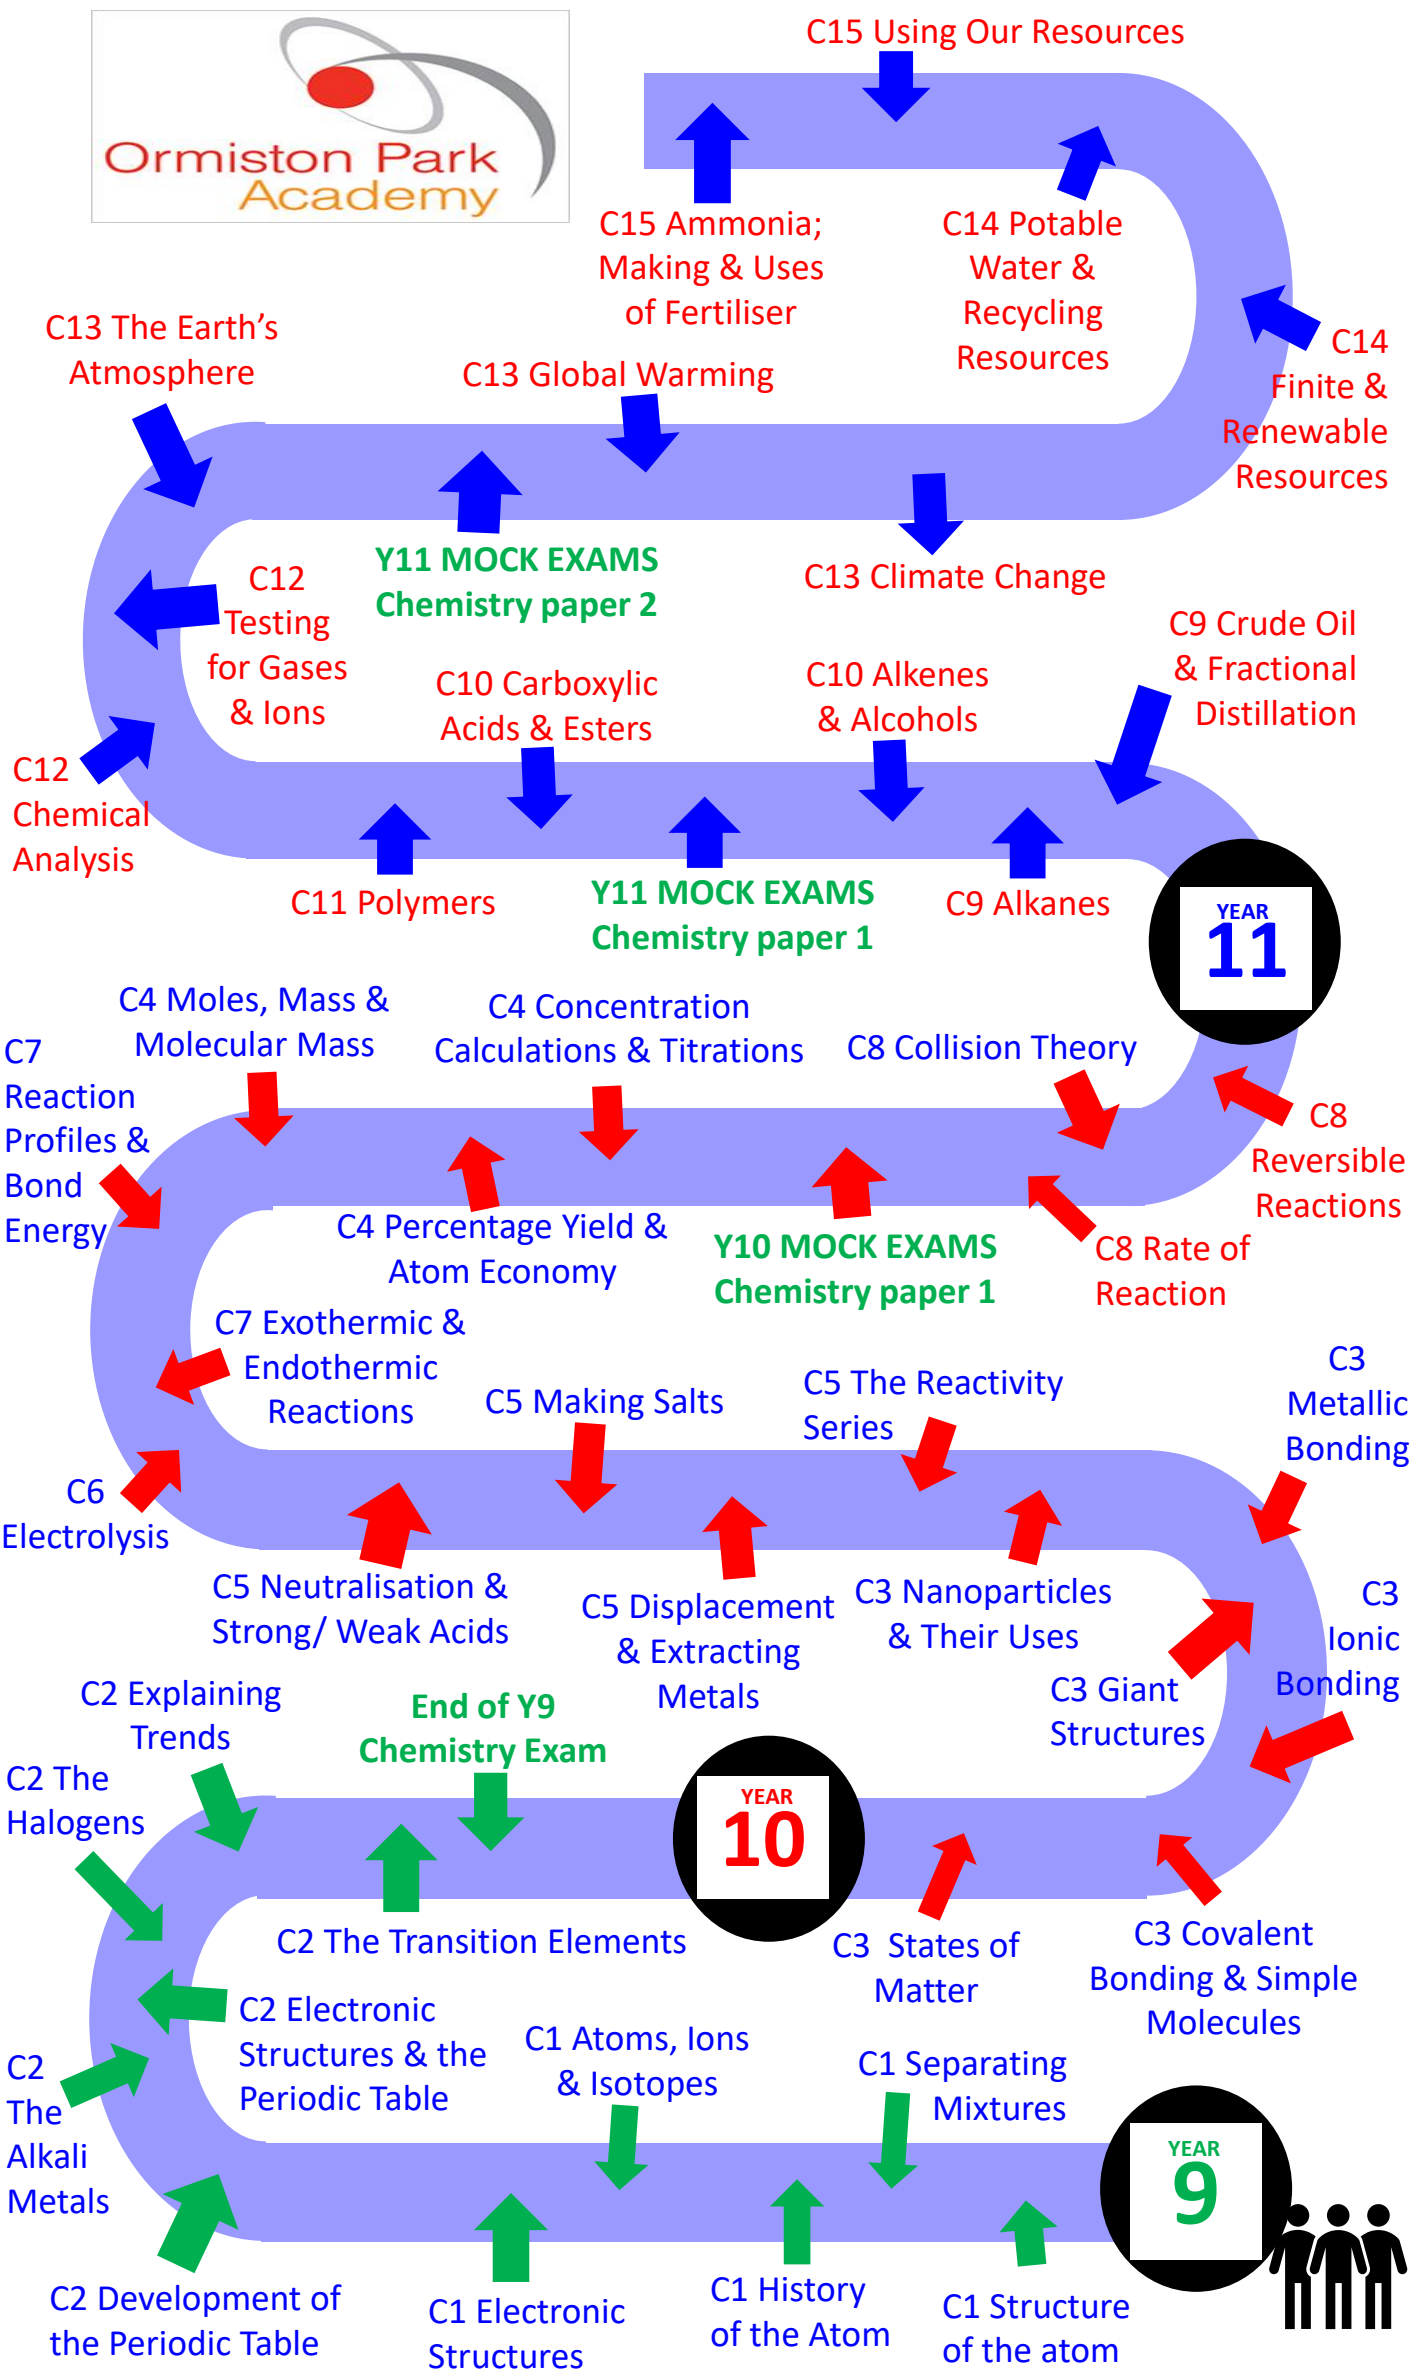 Ormiston Park
Academy
C15 Using Our Resources
C15 Ammonia;
Making & Uses
of Fertiliser
C14 Potable
Water &
Recycling
Resources
C14
Finite &
Renewable
Resources
C13 The Earth's
Atmosphere
C13 Global Warming
Y11 MOCK EXAMS
Chemistry paper 2
C13 Climate Change
C12
Testing
for Gases
& Ions
C10 Carboxylic
Acids & Esters
C10 Alkenes
& Alcohols
C9 Crude Oil
& Fractional
Distillation
C12
Chemical
Analysis
C11 Polymers
Y11 MOCK EXAMS
Chemistry paper 1
C9 Alkanes
YEAR
11
C4 Moles, Mass &
Molecular Mass
C4 Concentration
Calculations & Titrations
C8 Collision Theory
C7
Reaction
Profiles &
Bond
Energy
C8
Reversible
Reactions
C4 Percentage Yield &
Atom Economy
Y10 MOCK EXAMS
Chemistry paper 1
C8 Rate of
Reaction
C7 Exothermic &
Endothermic
Reactions
C5 Making Salts
C5 The Reactivity
Series
C3
Metallic
Bonding
C6
Electrolysis
C5 Neutralisation &
Strong/ Weak Acids
C5 Displacement
& Extracting
Metals
C3 Nanoparticles
& Their Uses
C3
Ionic
Bonding
C3 Giant
Structures
C2 Explaining
Trends
End of Y9
Chemistry Exam
C2 The
Halogens
YEAR
10
C2 The Transition Elements
C3 States of
Matter
C3 Covalent
Bonding & Simple
Molecules
C2 Electronic
Structures & the
Periodic Table
C1 Atoms, Ions
& Isotopes
C1 Separating
Mixtures
C2
The
Alkali
Metals
YEAR
9
C2 Development of
the Periodic Table
C1 Electronic
Structures
C1 History
of the Atom
C1 Structure
of the atom